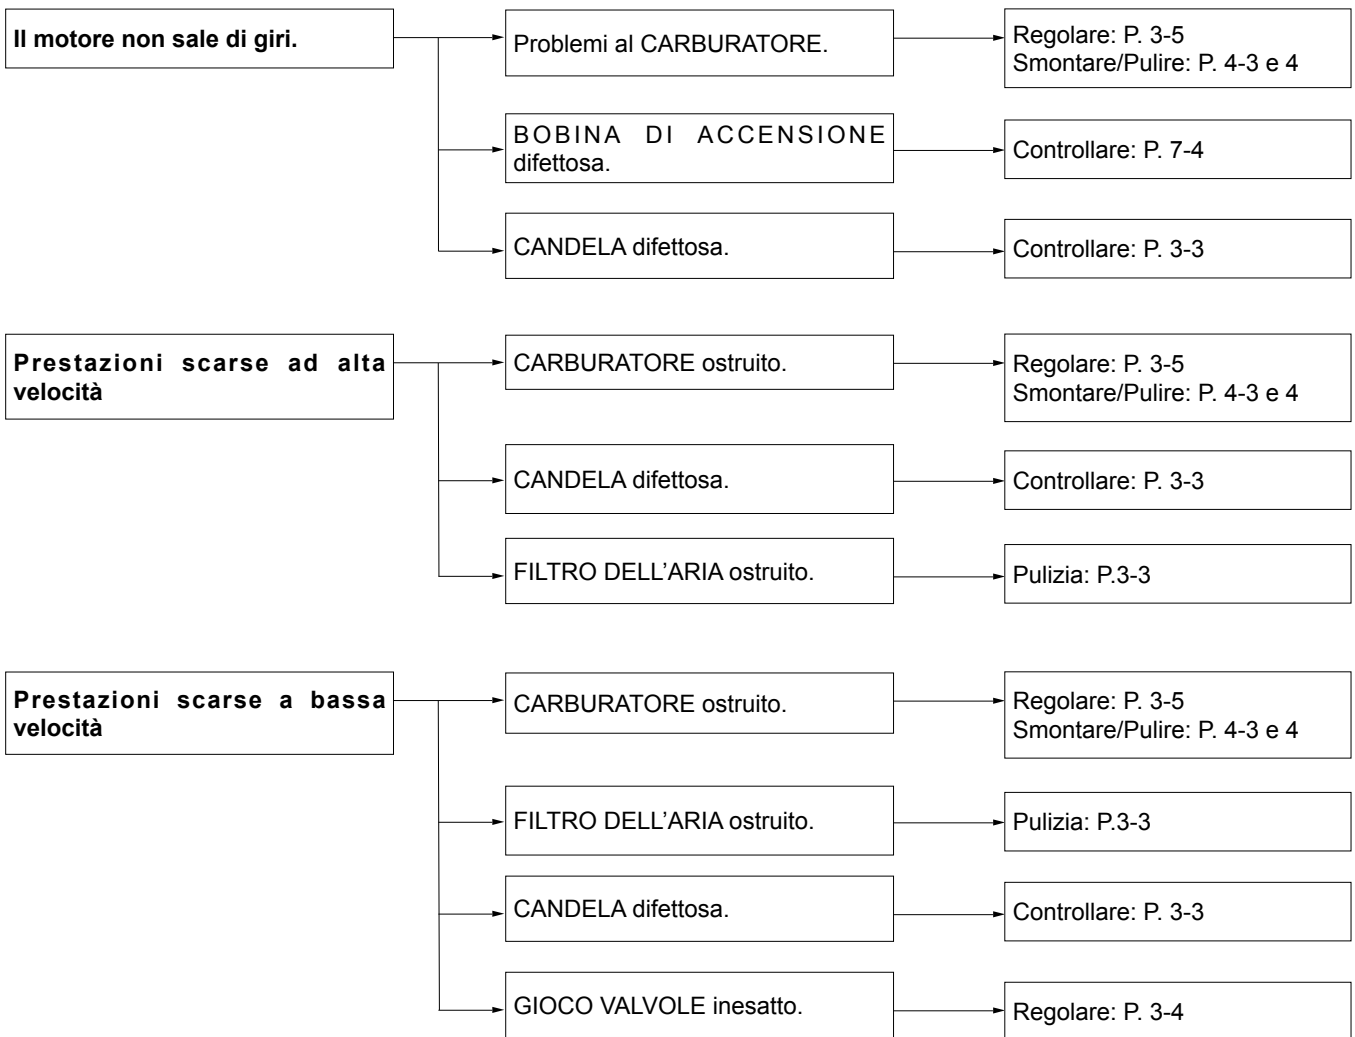 Il motore non sale di giri.
Problemi al CARBURATORE.
Regolare: P. 3-5
Smontare/Pulire: P. 4-3 e 4
BOBINA DI ACCENSIONE
difettosa.
Controllare: P. 7-4
CANDELA difettosa.
Controllare: P. 3-3
Prestazioni scarse ad alta
velocità
CARBURATORE ostruito.
Regolare: P. 3-5
Smontare/Pulire: P. 4-3 e 4
CANDELA difettosa.
Controllare: P. 3-3
FILTRO DELL’ARIA ostruito.
Pulizia: P.3-3
Prestazioni scarse a bassa
velocità
CARBURATORE ostruito.
Regolare: P. 3-5
Smontare/Pulire: P. 4-3 e 4
FILTRO DELL’ARIA ostruito.
Pulizia: P.3-3
CANDELA difettosa.
Controllare: P. 3-3
GIOCO VALVOLE inesatto.
Regolare: P. 3-4